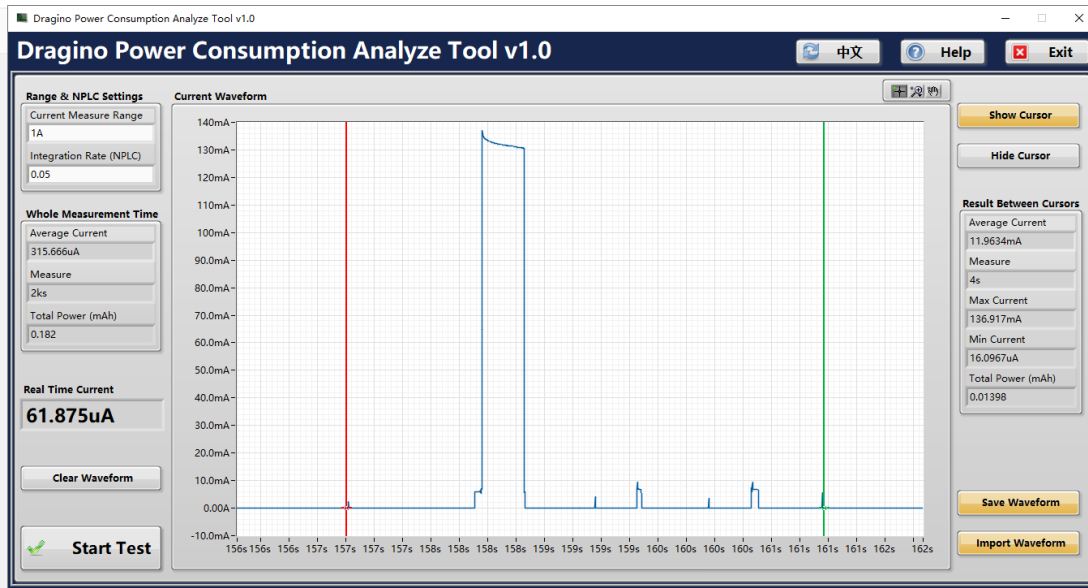 Dragino Power Consumption Analyze Tool v1.0
Dragino Power Consumption Analyze Tool v1.0
中文
Help
Exit
Range & NPLC Settings
Current Measure Range
1A
Integration Rate (NPLC)
0.05
Whole Measurement Time
Average Current
315.666uA
Measure
2ks
Total Power (mAh)
0.182
Real Time Current
61.875uA
Clear Waveform
Start Test
Current Waveform
140mA
130mA
120mA
110mA
100mA
90.0mA
80.0mA
70.0mA
60.0mA
50.0mA
40.0mA
30.0mA
20.0mA
10.0mA
0.00A
-10.0mA
156s 156s 156s 157s 157s 157s 157s 158s 158s 158s 159s 159s 159s 159s 160s 160s 160s 160s 161s 161s 161s 162s 162s
Show Cursor
Hide Cursor
Result Between Cursors
Average Current
11.9634mA
Measure
4s
Max Current
136.917mA
Min Current
16.0967uA
Total Power (mAh)
0.01398
Save Waveform
Import Waveform